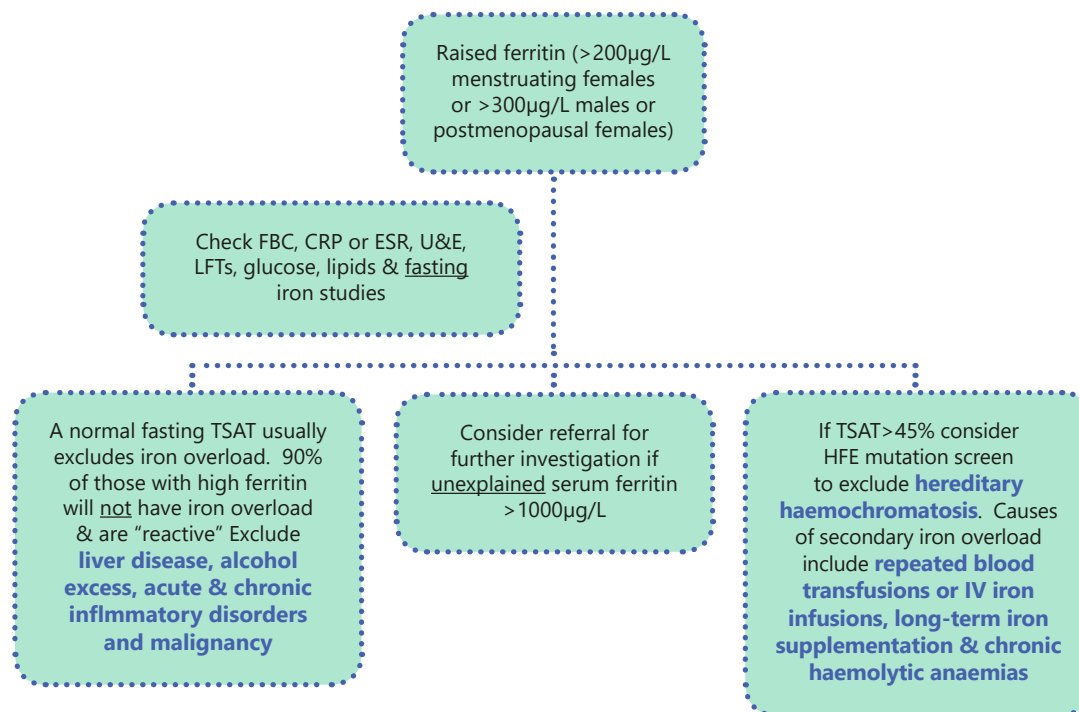 Raised ferritin (>200µg/L
menstruating females
or >300µg/L males or
postmenopausal females)
Check FBC, CRP or ESR, U&E,
LFTs, glucose, lipids & fasting
iron studies
A normal fasting TSAT usually
excludes iron overload.  90%
of those with high ferritin
will not have iron overload
& are “reactive” Exclude
liver disease, alcohol
excess, acute & chronic
inflmmatory disorders
and malignancy
Consider referral for
further investigation if
unexplained serum ferritin
>1000µg/L
If TSAT>45% consider
HFE mutation screen
to exclude hereditary
haemochromatosis.  Causes
of secondary iron overload
include repeated blood
transfusions or IV iron
infusions, long-term iron
supplementation & chronic
haemolytic anaemias